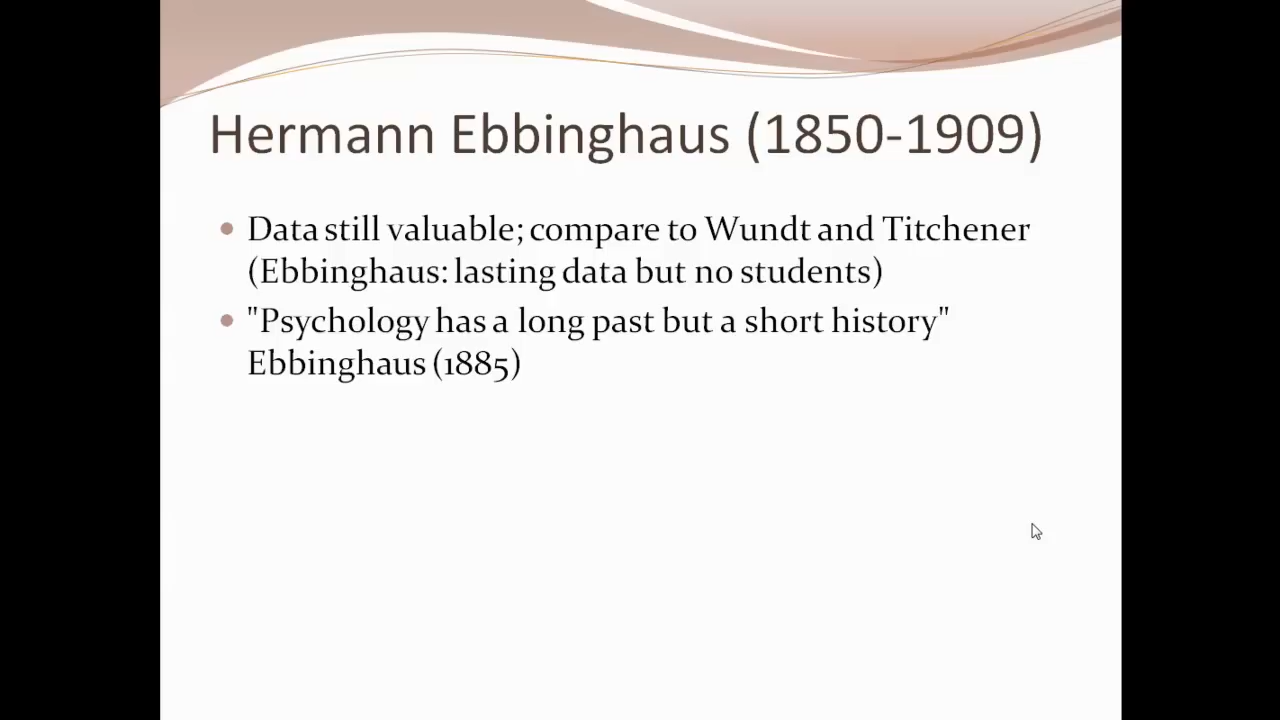 Hermann Ebbinghaus (1850-1909)
• Data still valuable; compare to Wundt and Titchener
(Ebbinghaus: lasting data but no students)
• "Psychology has a long past but a short history"
Ebbinghaus (1885)